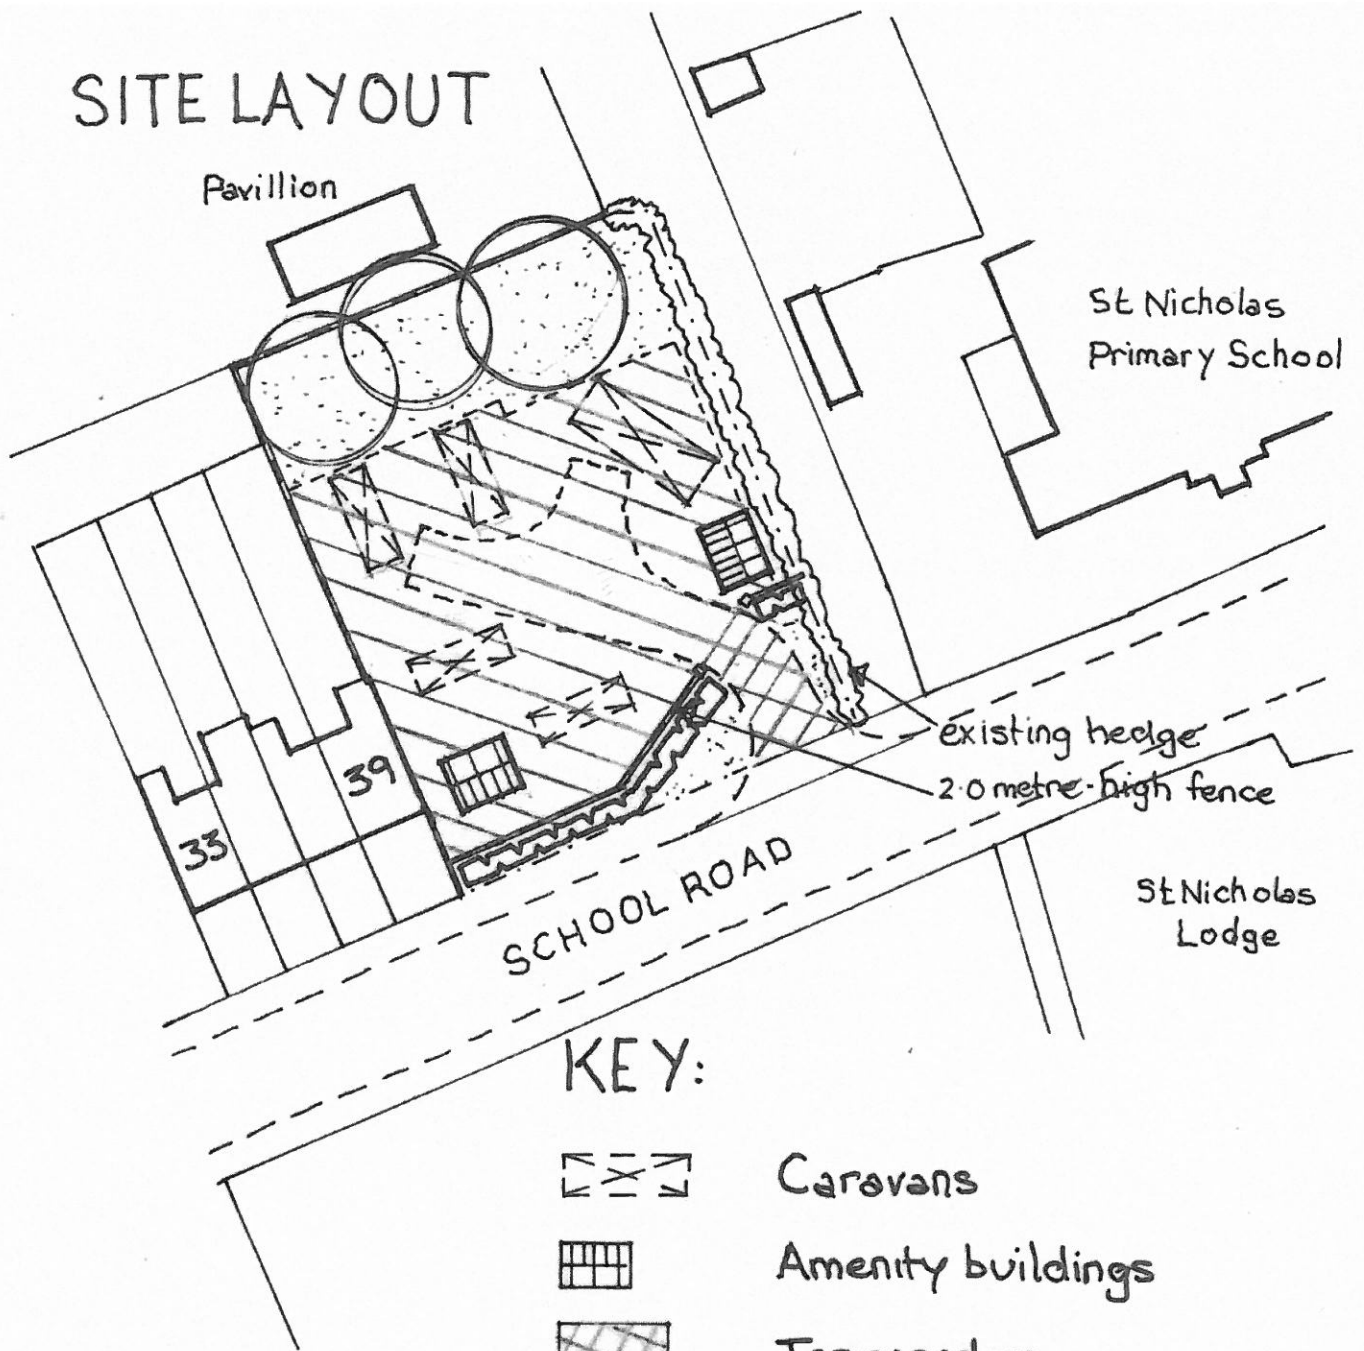 SITE LAYOUT
Pavillion
St Nicholas
Primary School
existing hedge
2.0 metre-high fence
39
33
SCHOOL ROAD
St Nicholas
Lodge
KEY:
Caravans
Amenity buildings